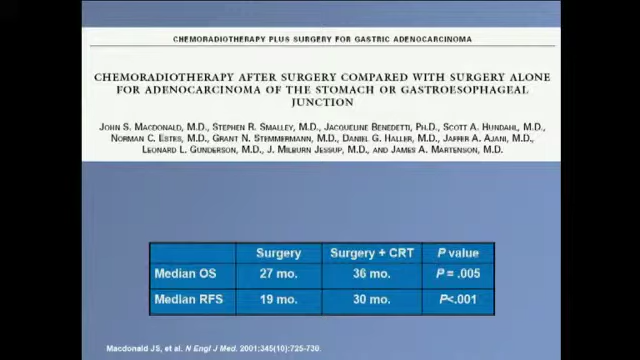 CHEMORADIOTHERAPY PLUS SURGERY FOR GASTRIC ADENOCARCINOMA
CHEMORADIOTHERAPY AFTER SURGERY COMPARED WITH SURGERY ALONE
FOR ADENOCARCINOMA OF THE STOMACH OR GASTROESOPHAGEAL
JUNCTION
JOHN S. MACDONALD, M.D., STEPHEN R. SMALLEY, M.D., JACQUELINE BENEDETTI, PH.D., SCOTT A. HUNDAHL, M.D.,
NORMAN C. ESTES, M.D., GRANT N. STEMMERMANN, M.D., DANIEL G. HALLER, M.D., JAFFER A. AJANI, M.D.,
LEONARD L. GUNDERSON, M.D., J. MILBURN JESSUP, M.D., AND JAMES A. MARTENSON, M.D.
Surgery Surgery + CRT P value
Median OS 27 mo. 36 mo. P = .005
Median RFS 19 mo. 30 mo. P<.001
Macdonald JS, et al. N Engl J Med. 2001;345(10):725-730.